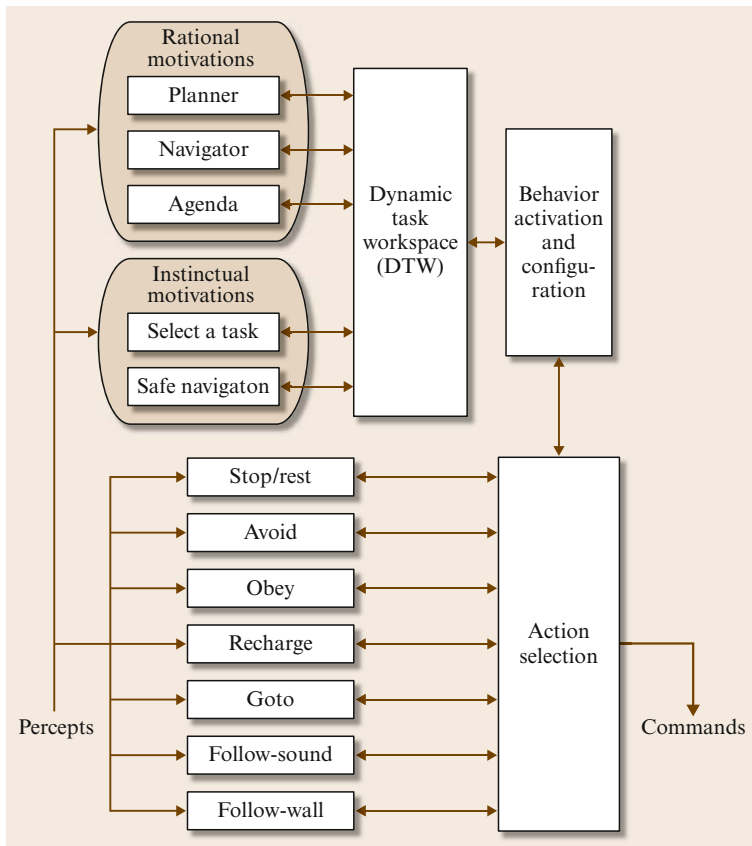 Rational
motivations
Planner
Navigator
Agenda
Instinctual
motivations
Select a task
Safe navigaton
Dynamic
task
workspace
(DTW)
Behavior
activation
and
configu-
ration
Stop/rest
Avoid
Obey
Recharge
Goto
Follow-sound
Follow-wall
Action
selection
Percepts
Commands